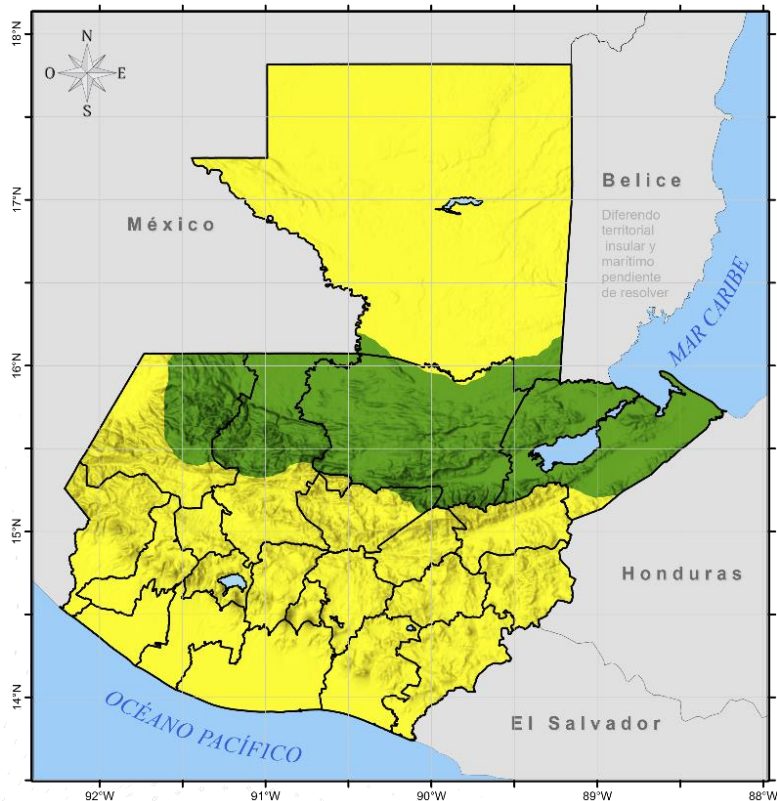 18°N
N
O
E
S
Belice
17°N
México
Diferendo
territorial
insular y
marítimo
pendiente
de resolver
MAR CARIBE
16°N
15°N
Honduras
14°N
OCÉANO PACÍFICO
El Salvador
92°W
91°W
90°W
89°W
88°W